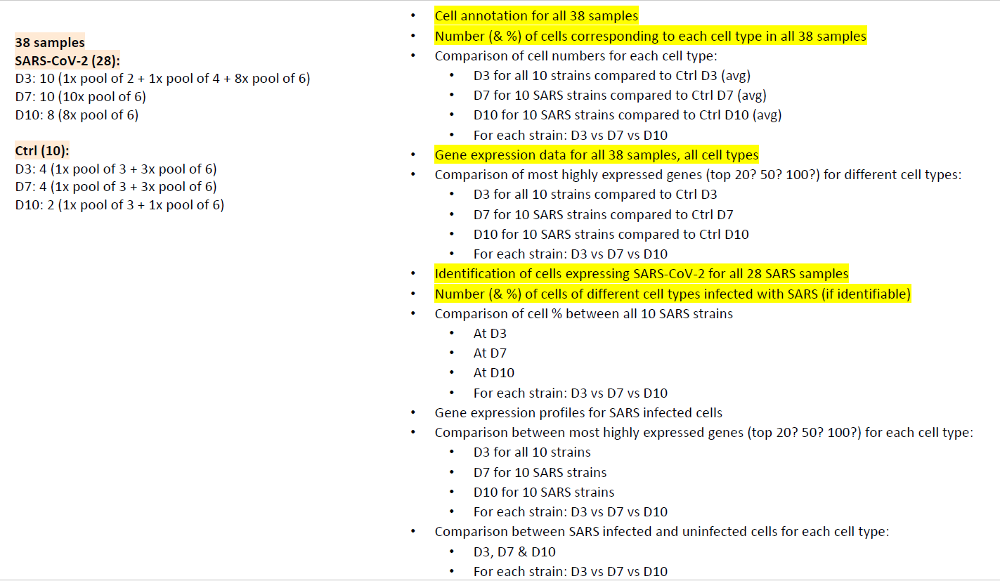 38 samples
SARS-CoV-2 (28):
D3: 10 (1x pool of 2 + 1x pool of 4 + 8x pool of 6)
D7: 10 (10x pool of 6)
D10: 8 (8x pool of 6)
Ctrl (10):
D3: 4 (1x pool of 3 + 3x pool of 6)
D7: 4 (1x pool of 3 + 3x pool of 6)
D10: 2 (1x pool of 3 + 1x pool of 6)
• Cell annotation for all 38 samples
• Number (& %) of cells corresponding to each cell type in all 38 samples
• Comparison of cell numbers for each cell type:
• D3 for all 10 strains compared to Ctrl D3 (avg)
• D7 for 10 SARS strains compared to Ctrl D7 (avg)
• D10 for 10 SARS strains compared to Ctrl D10 (avg)
• For each strain: D3 vs D7 vs D10
• Gene expression data for all 38 samples, all cell types
• Comparison of most highly expressed genes (top 20? 50? 100?) for different cell types:
• D3 for all 10 strains compared to Ctrl D3
• D7 for 10 SARS strains compared to Ctrl D7
• D10 for 10 SARS strains compared to Ctrl D10
• For each strain: D3 vs D7 vs D10
• Identification of cells expressing SARS-CoV-2 for all 28 SARS samples
• Number (& %) of cells of different cell types infected with SARS (if identifiable)
• Comparison of cell % between all 10 SARS strains
• At D3
• At D7
• At D10
• For each strain: D3 vs D7 vs D10
• Gene expression profiles for SARS infected cells
• Comparison between most highly expressed genes (top 20? 50? 100?) for each cell type:
• D3 for all 10 strains
• D7 for 10 SARS strains
• D10 for 10 SARS strains
• For each strain: D3 vs D7 vs D10
• Comparison between SARS infected and uninfected cells for each cell type:
• D3, D7 & D10
• For each strain: D3 vs D7 vs D10